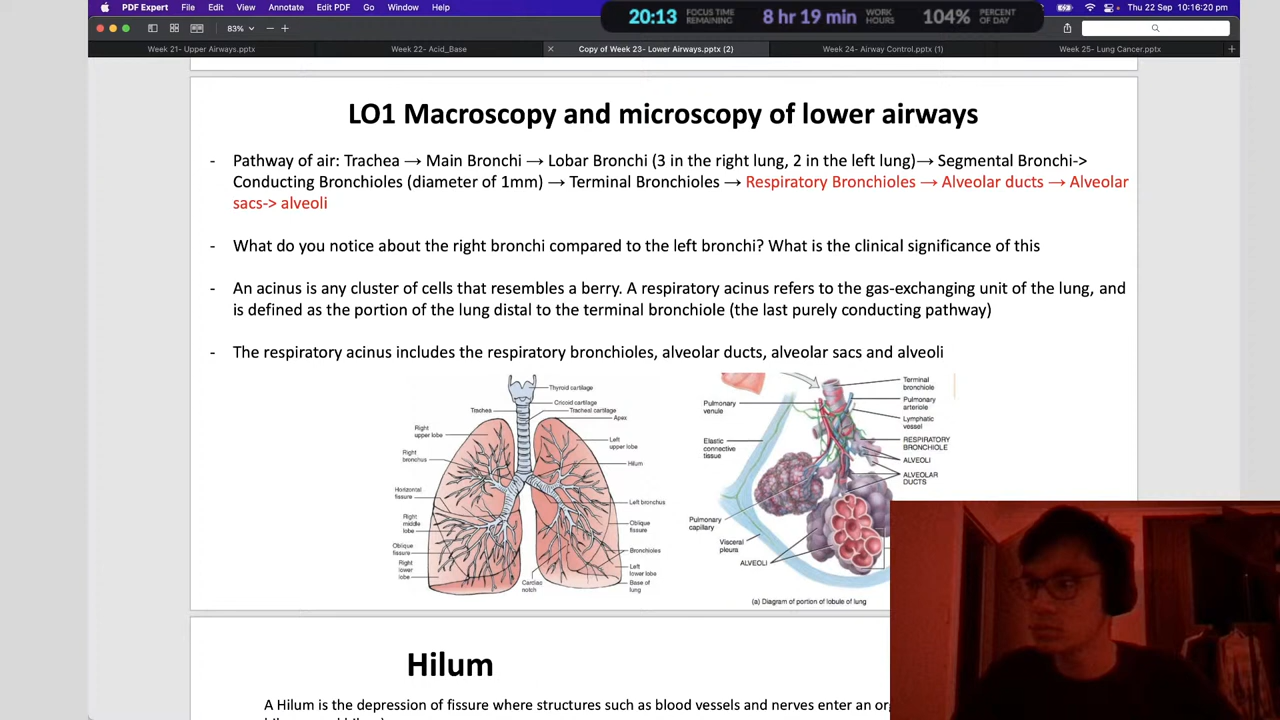 PDF Expert File Edit View Annotate Edit PDF Go Window Help
20:13 FOCUS TIME REMAINING 8 hr 19 min WORK HOURS 104% PERCENT OF DAY
Thu 22 Sep 10:16:20 pm
83%
Week 21- Upper Airways.pptx Week 22- Acid_Base Copy of Week 23- Lower Airways.pptx (2) Week 24- Airway Control.pptx (1) Week 25- Lung Cancer.pptx
LO1 Macroscopy and microscopy of lower airways
- Pathway of air: Trachea → Main Bronchi → Lobar Bronchi (3 in the right lung, 2 in the left lung)→ Segmental Bronchi->
Conducting Bronchioles (diameter of 1mm) → Terminal Bronchioles → Respiratory Bronchioles → Alveolar ducts → Alveolar
sacs-> alveoli
- What do you notice about the right bronchi compared to the left bronchi? What is the clinical significance of this
- An acinus is any cluster of cells that resembles a berry. A respiratory acinus refers to the gas-exchanging unit of the lung, and
is defined as the portion of the lung distal to the terminal bronchiole (the last purely conducting pathway)
- The respiratory acinus includes the respiratory bronchioles, alveolar ducts, alveolar sacs and alveoli
Thyroid cartilage
Cricoid cartilage
Trachea
Tracheal cartilage
Apex
Right
upper lobe
Left
upper lobe
Right
bronchus
Hilum
Horizontal
fissure
Left bronchus
Right
middle
lobe
Oblique
fissure
Oblique
fissure
Bronchioles
Right
lower
lobe
Left
lower lobe
Cardiac
notch
Base of
lung
Terminal
bronchiole
Pulmonary
venule
Pulmonary
arteriole
Lymphatic
vessel
Elastic
connective
tissue
RESPIRATORY
BRONCHIOLE
ALVEOLI
ALVEOLAR
DUCTS
Pulmonary
capillary
Visceral
pleura
ALVEOLI
(a) Diagram of portion of lobule of lung
Hilum
A Hilum is the depression of fissure where structures such as blood vessels and nerves enter an